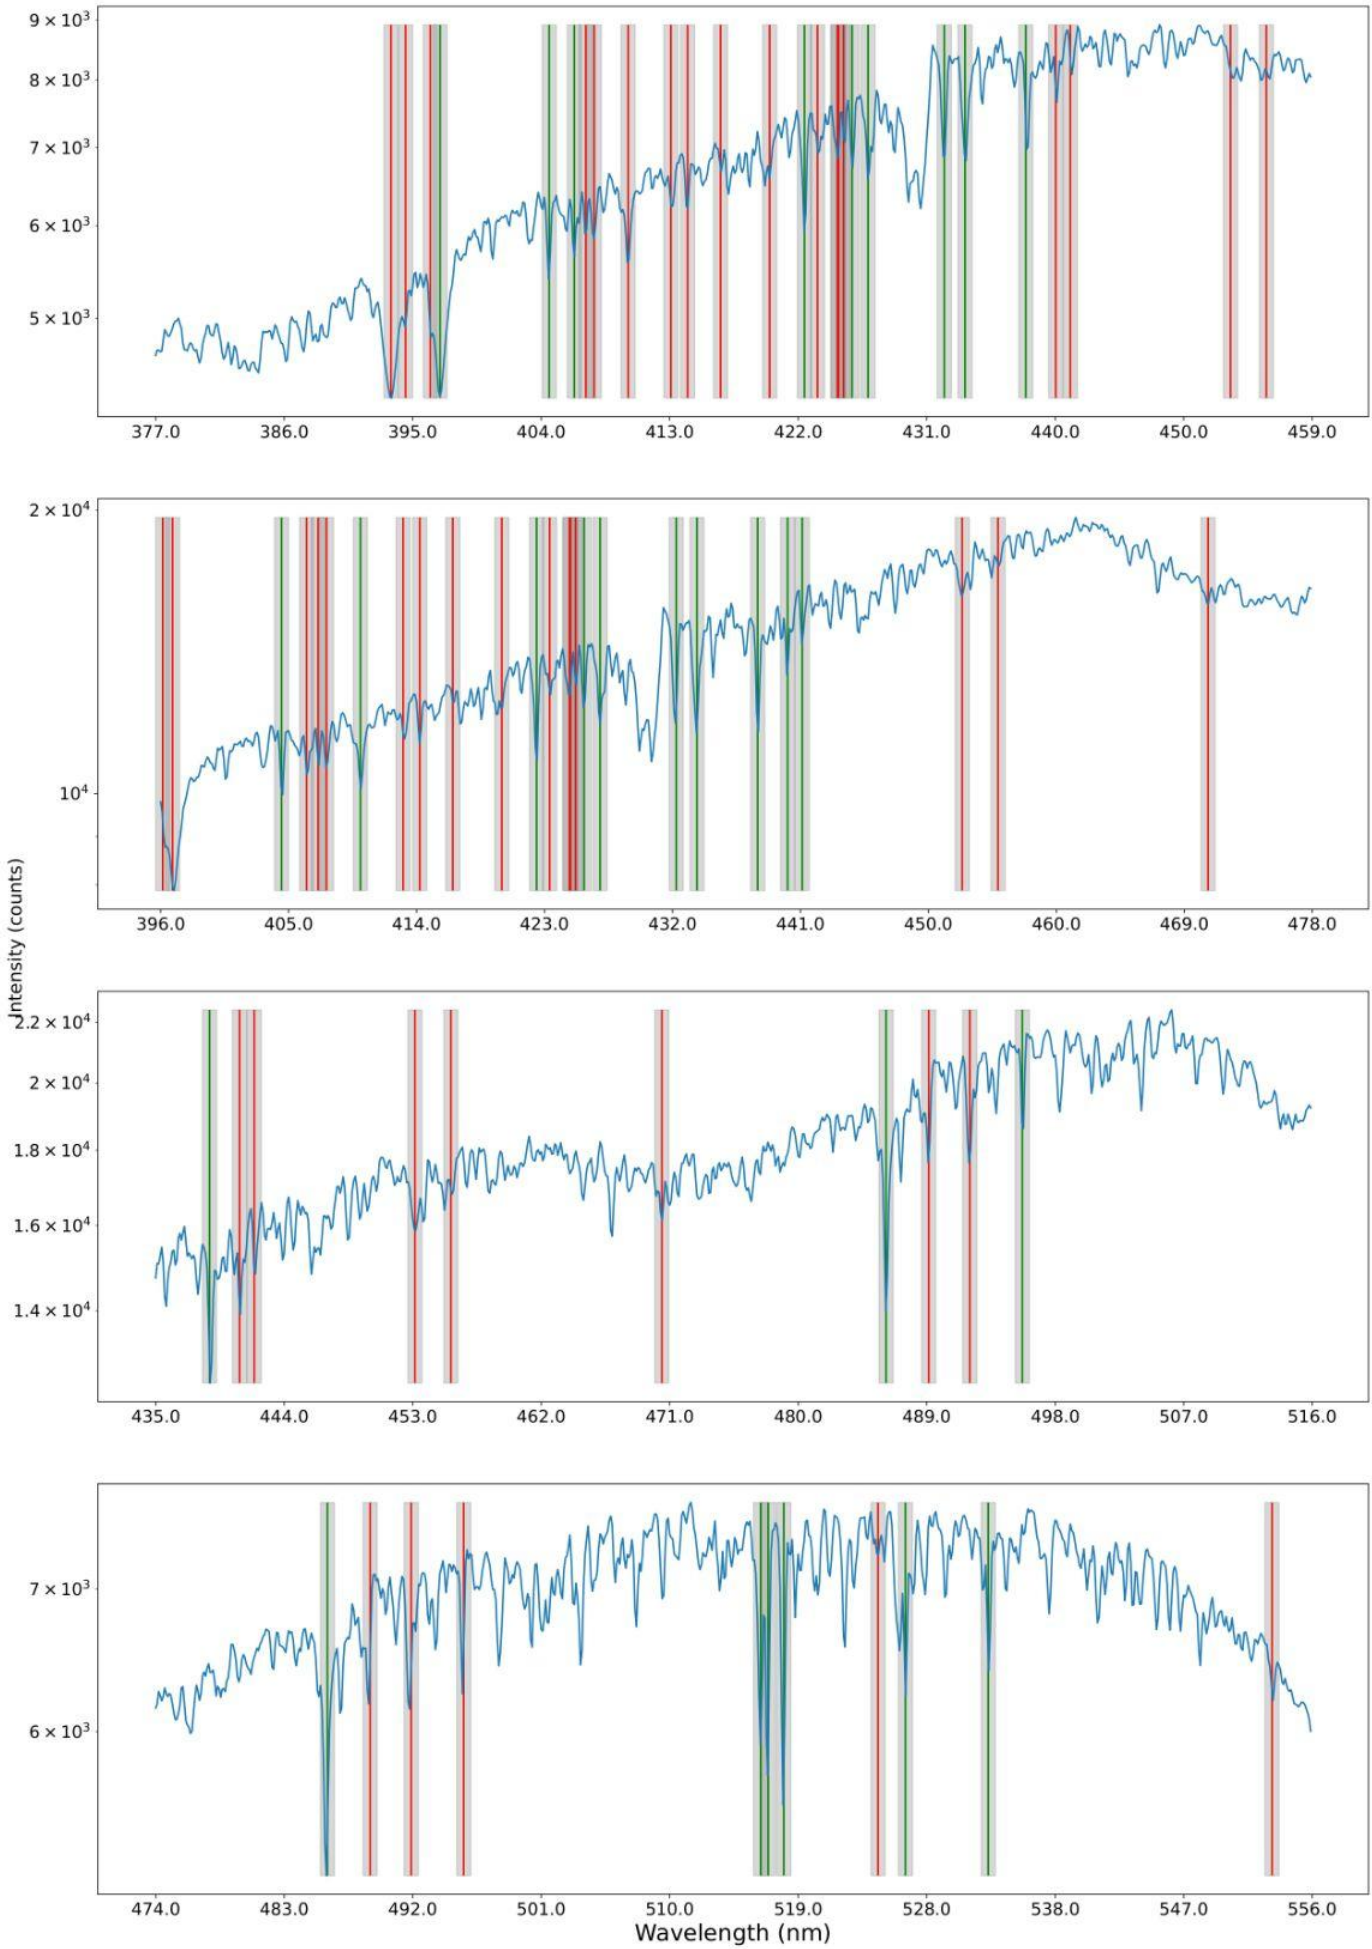 9 × 10³
8 × 10³
7 × 10³
6 × 10³
5 × 10³
377.0 386.0 395.0 404.0 413.0 422.0 431.0 440.0 450.0 459.0
2 × 10⁴
10⁴
396.0 405.0 414.0 423.0 432.0 441.0 450.0 460.0 469.0 478.0
Intensity (counts)
2.2 × 10⁴
2 × 10⁴
1.8 × 10⁴
1.6 × 10⁴
1.4 × 10⁴
435.0 444.0 453.0 462.0 471.0 480.0 489.0 498.0 507.0 516.0
7 × 10³
6 × 10³
474.0 483.0 492.0 501.0 510.0 519.0 528.0 538.0 547.0 556.0
Wavelength (nm)